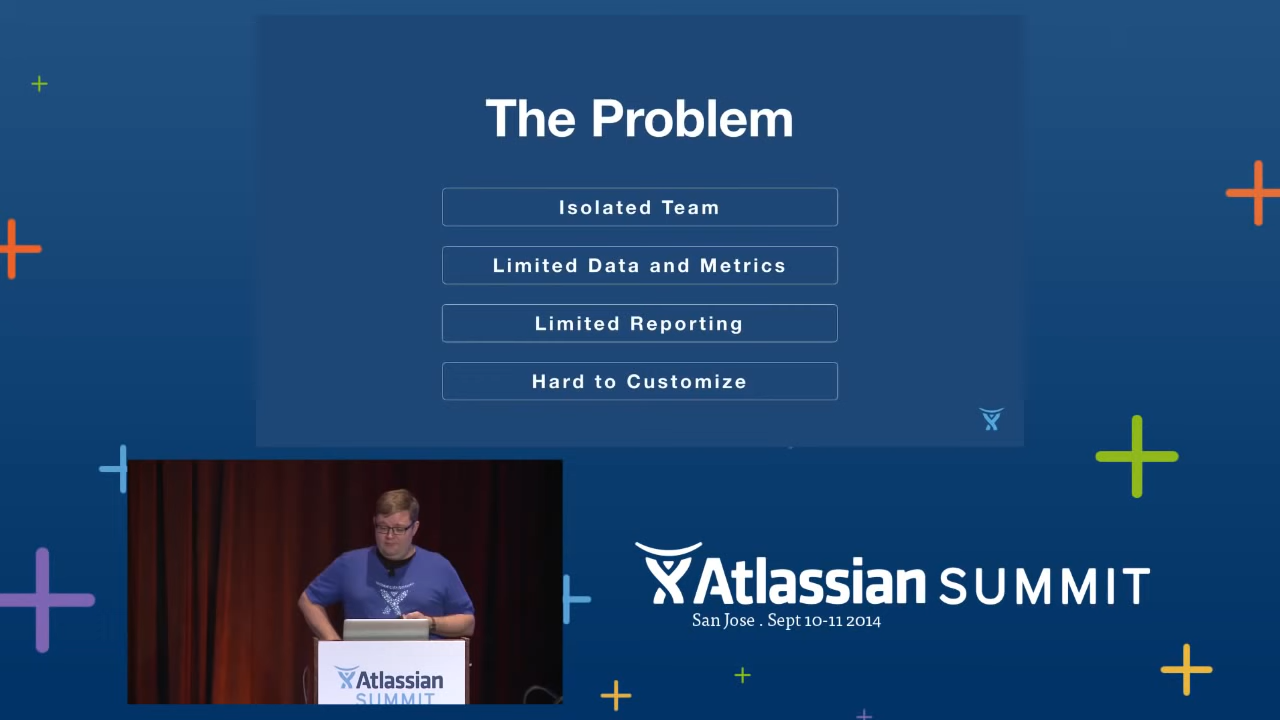 The Problem
Isolated Team
Limited Data and Metrics
Limited Reporting
Hard to Customize
Atlassian SUMMIT
San Jose . Sept 10-11 2014
Atlassian
SUMMIT